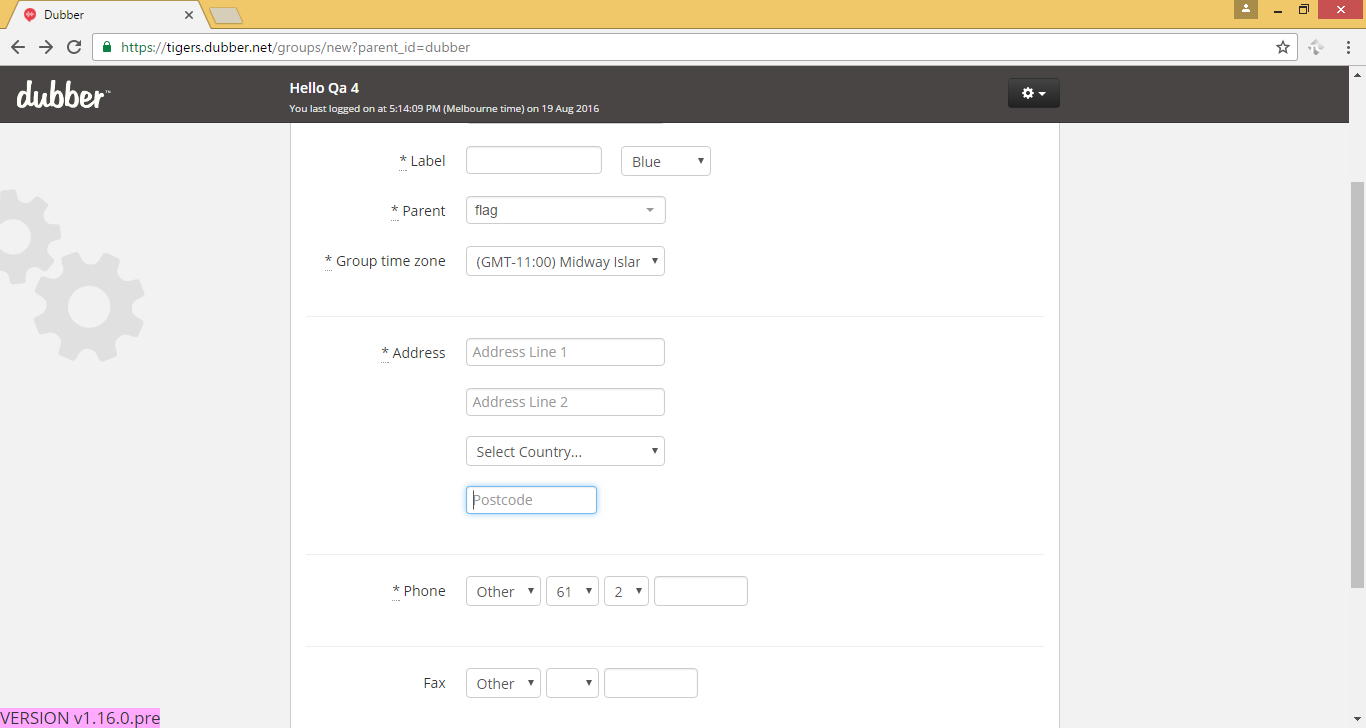 Dubber
https://tigers.dubber.net/groups/new?parent_id=dubber
dubber™
Hello Qa 4
You last logged on at 5:14:09 PM (Melbourne time) on 19 Aug 2016
* Label Blue
* Parent flag
* Group time zone (GMT-11:00) Midway Islar
* Address Address Line 1
Address Line 2
Select Country...
Postcode
* Phone Other 61 2
Fax Other
VERSION v1.16.0.pre